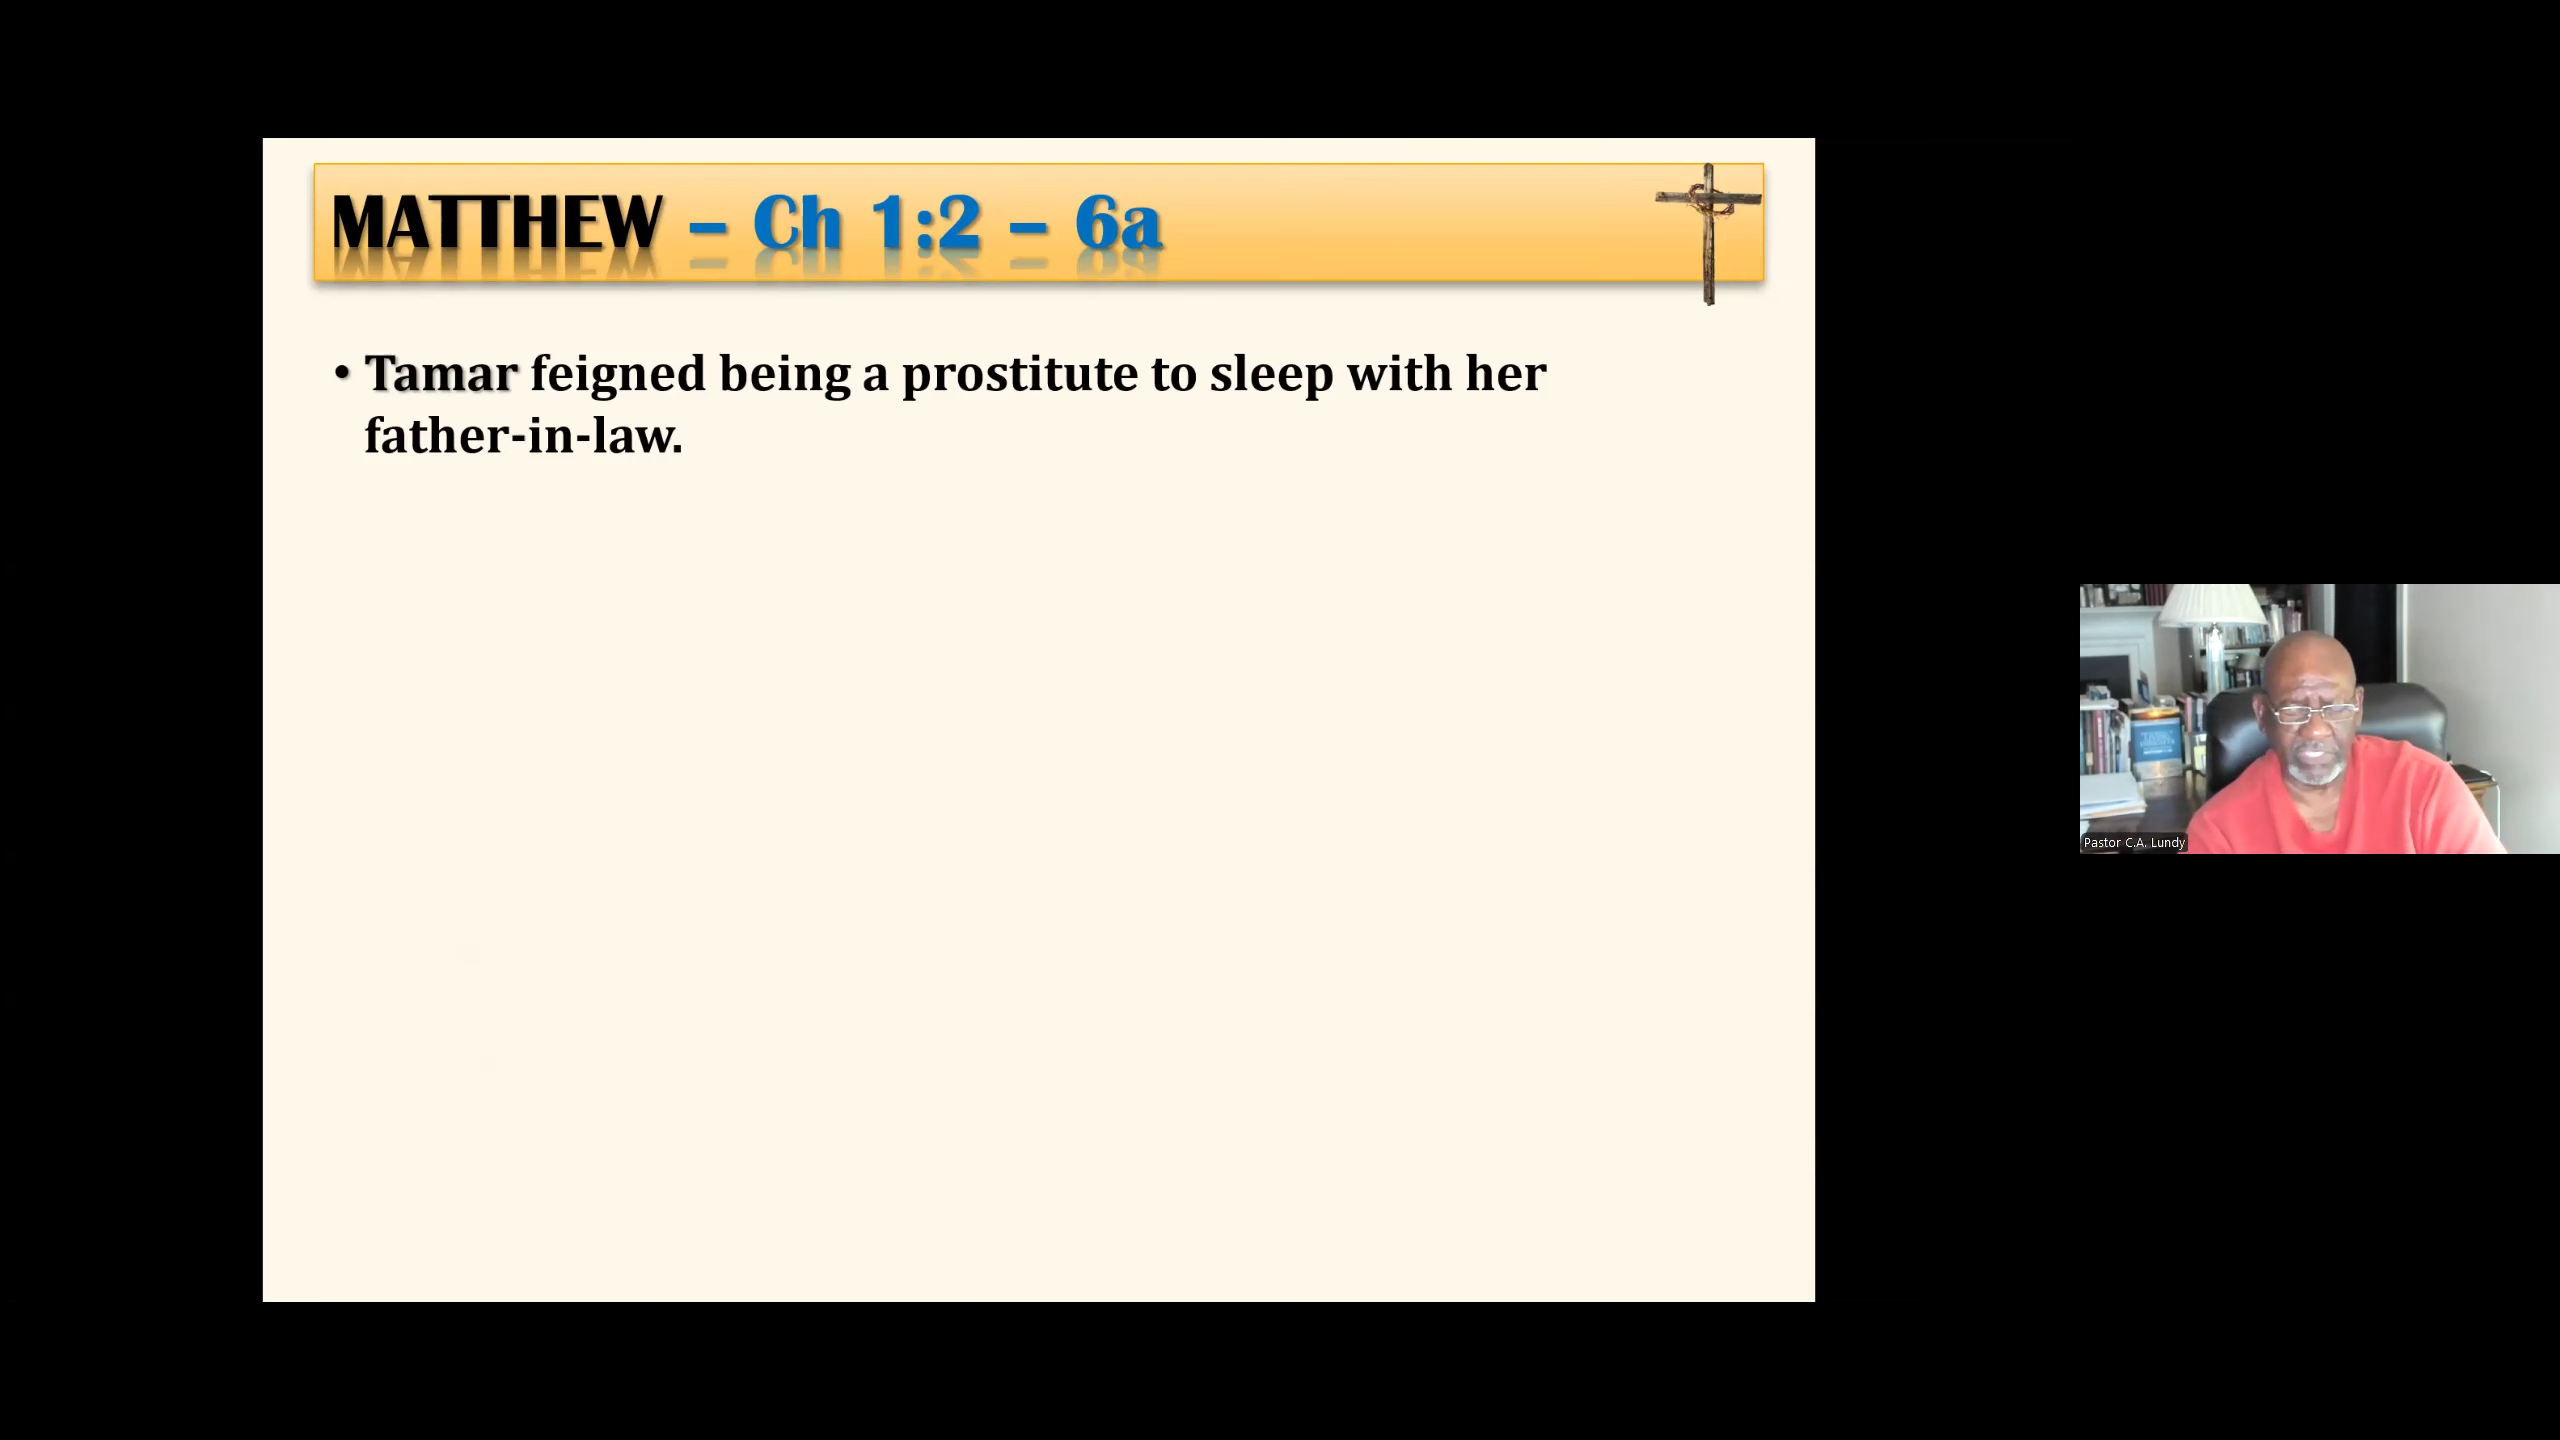 MATTHEW – Ch 1:2 – 6a
• Tamar feigned being a prostitute to sleep with her
father-in-law.
Pastor C.A. Lundy